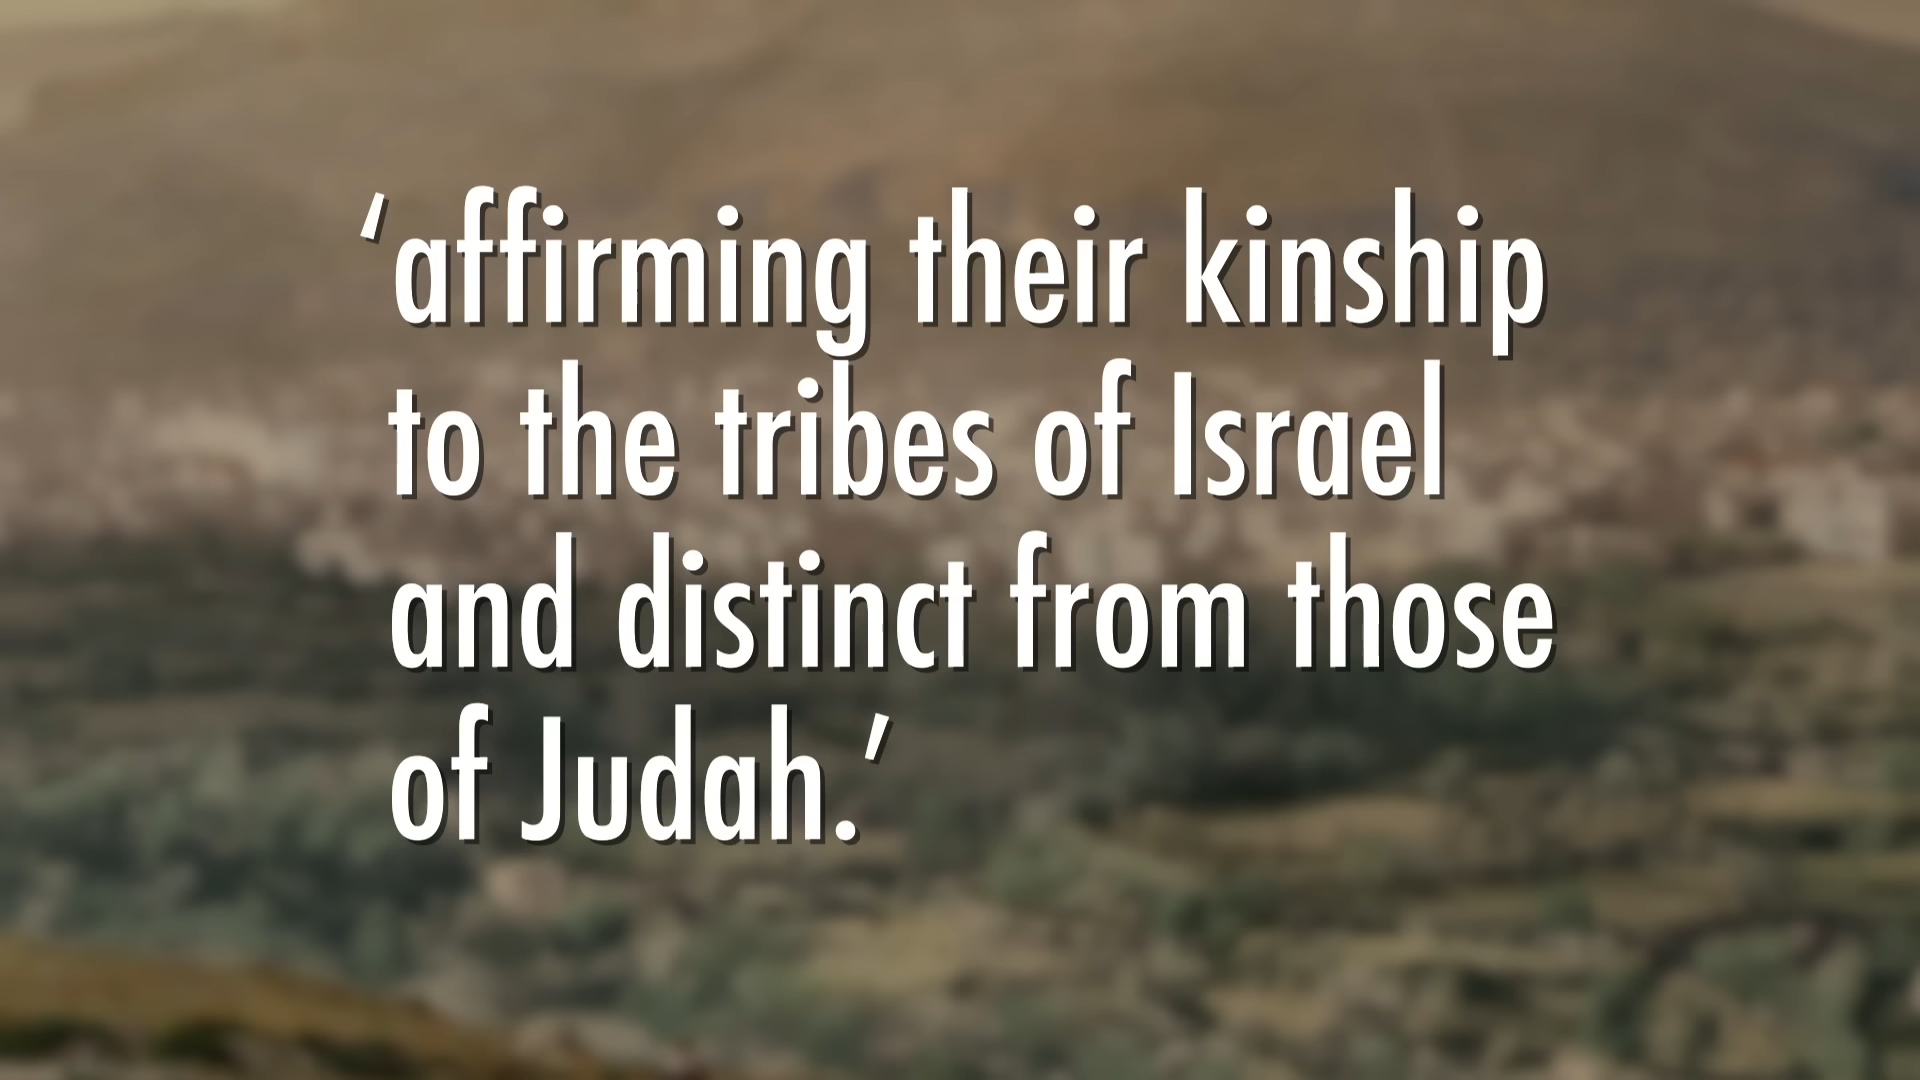 ‘affirming their kinship
to the tribes of Israel
and distinct from those
of Judah.’